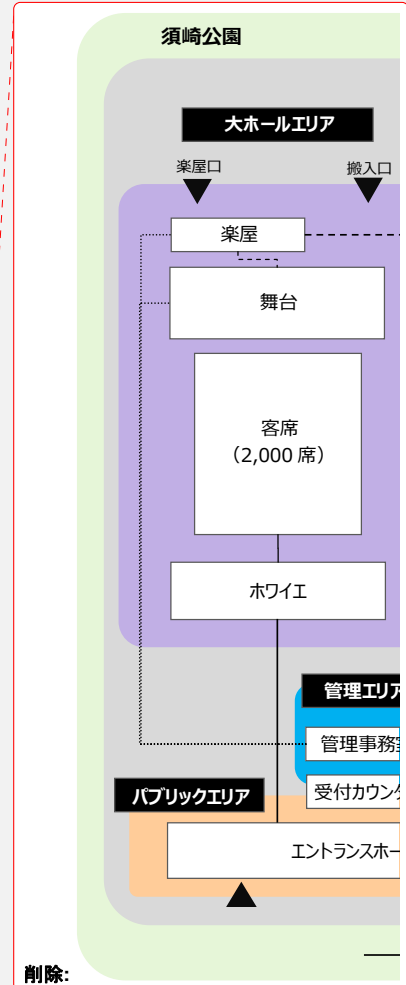 須崎公園
大ホールエリア
楽屋口
搬入口
楽屋
舞台
客席
（2,000 席）
ホワイエ
管理エリア
管理事務
受付カウン
パブリックエリア
エントランスホー
削除: